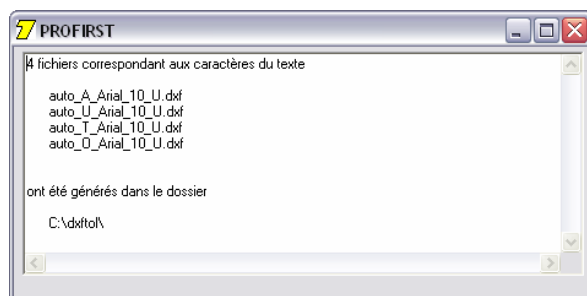 PROFIRST
4 fichiers correspondant aux caractères du texte
auto_A_Arial_10_U.dxf
auto_U_Arial_10_U.dxf
auto_T_Arial_10_U.dxf
auto_O_Arial_10_U.dxf
ont été générés dans le dossier
C:\dxftol\